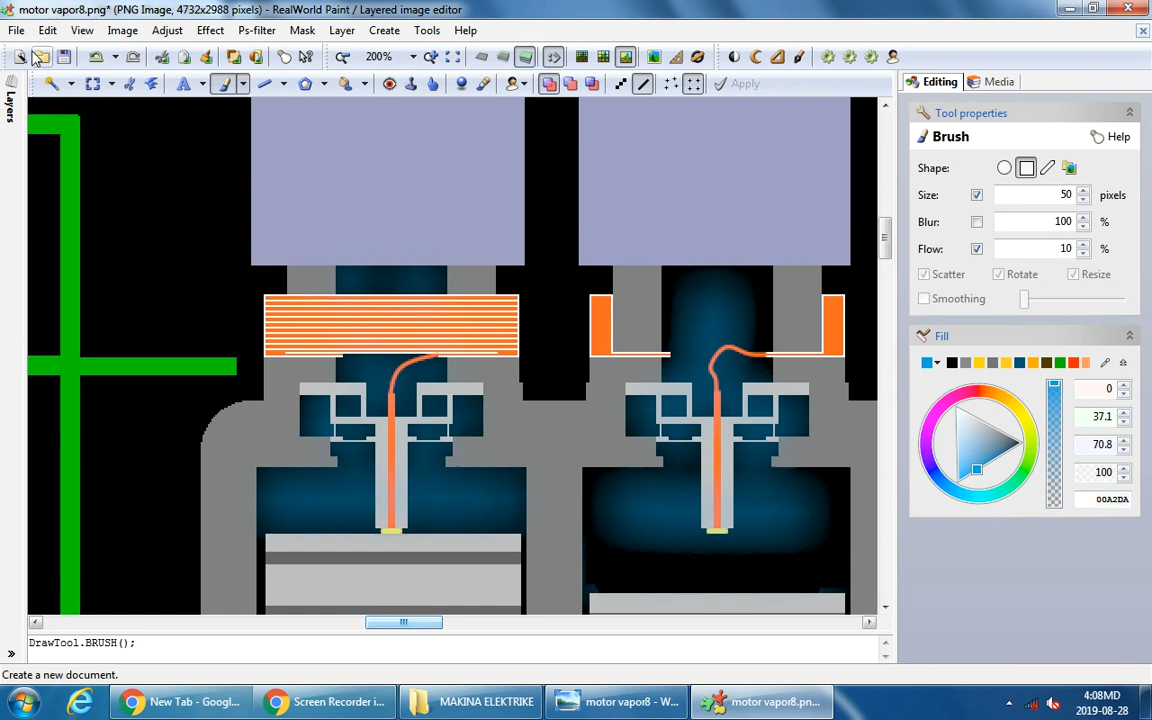 motor vapor8.png* (PNG Image, 4732x2988 pixels) - RealWorld Paint / Layered image editor
File Edit View Image Adjust Effect Ps-filter Mask Layer Create Tools Help
200%
Apply
Layers
Editing Media
Tool properties
Brush Help
Shape:
Size: 50 pixels
Blur: 100 %
Flow: 10 %
Scatter Rotate Resize
Smoothing
Fill
0
37.1
70.8
100
00A2DA
DrawTool.BRUSH();
Create a new document.
New Tab - Googl... Screen Recorder i... MAKINA ELEKTRIKE motor vapor8 - W... motor vapor8.pn...
4:08MD
2019-08-28